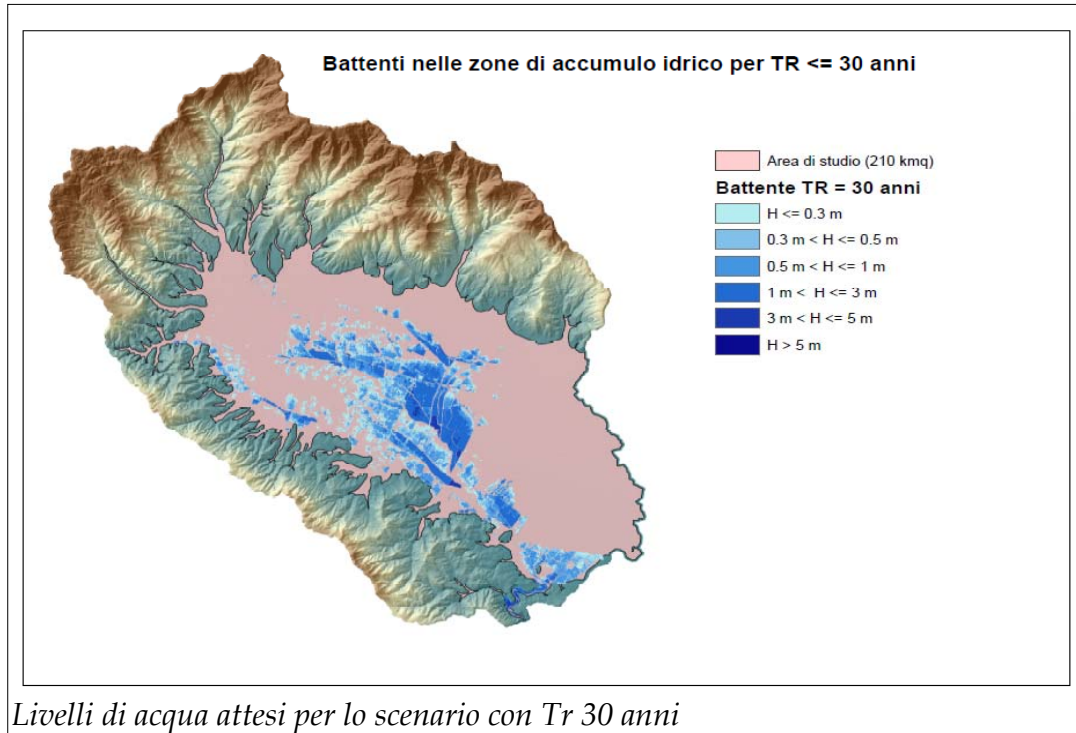 Battenti nelle zone di accumulo idrico per TR <= 30 anni
Area di studio (210 kmq)
Battente TR = 30 anni
H <= 0.3 m
0.3 m < H <= 0.5 m
0.5 m < H <= 1 m
1 m < H <= 3 m
3 m < H <= 5 m
H > 5 m
Livelli di acqua attesi per lo scenario con Tr 30 anni